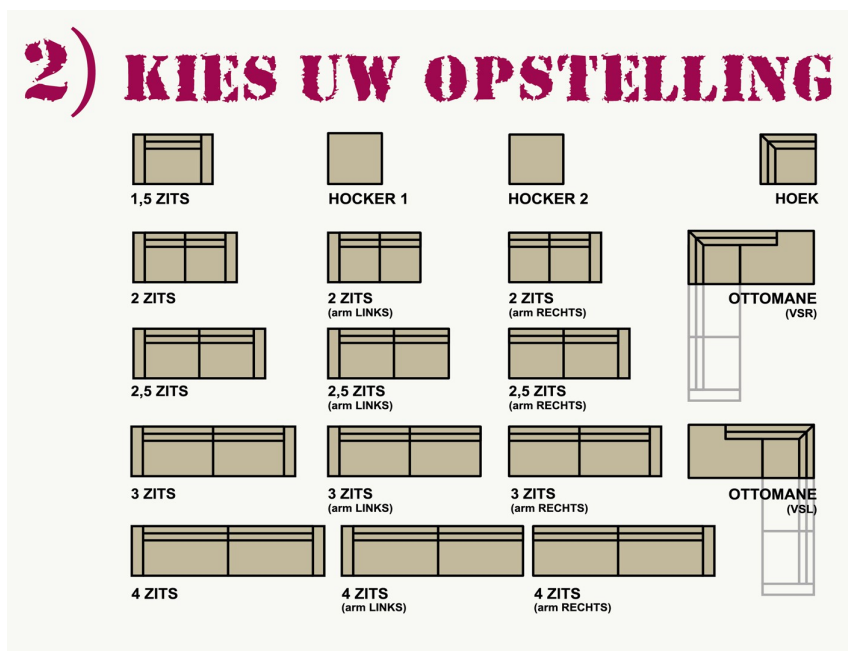 2) KIES UW OPSTELLING
1,5 ZITS
HOCKER 1
HOCKER 2
HOEK
2 ZITS
2 ZITS
(arm LINKS)
2 ZITS
(arm RECHTS)
OTTOMANE
(VSR)
2,5 ZITS
2,5 ZITS
(arm LINKS)
2,5 ZITS
(arm RECHTS)
3 ZITS
3 ZITS
(arm LINKS)
3 ZITS
(arm RECHTS)
OTTOMANE
(VSL)
4 ZITS
4 ZITS
(arm LINKS)
4 ZITS
(arm RECHTS)